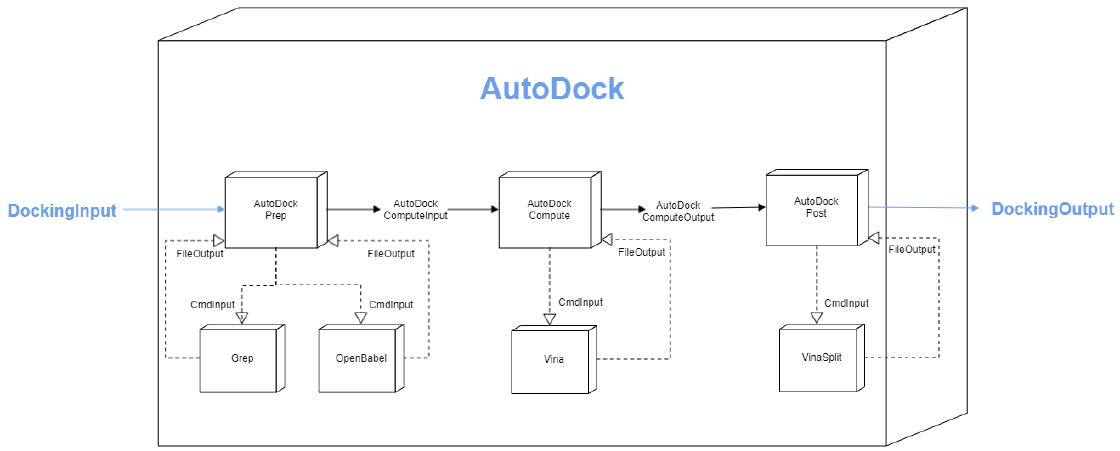 AutoDock
DockingInput
AutoDock
Prep
AutoDock
ComputeInput
AutoDock
Compute
AutoDock
ComputeOutput
AutoDock
Post
DockingOutput
FileOutput
FileOutput
FileOutput
FileOutput
CmdInput
CmdInput
CmdInput
CmdInput
Grep
OpenBabel
Vina
VinaSplit